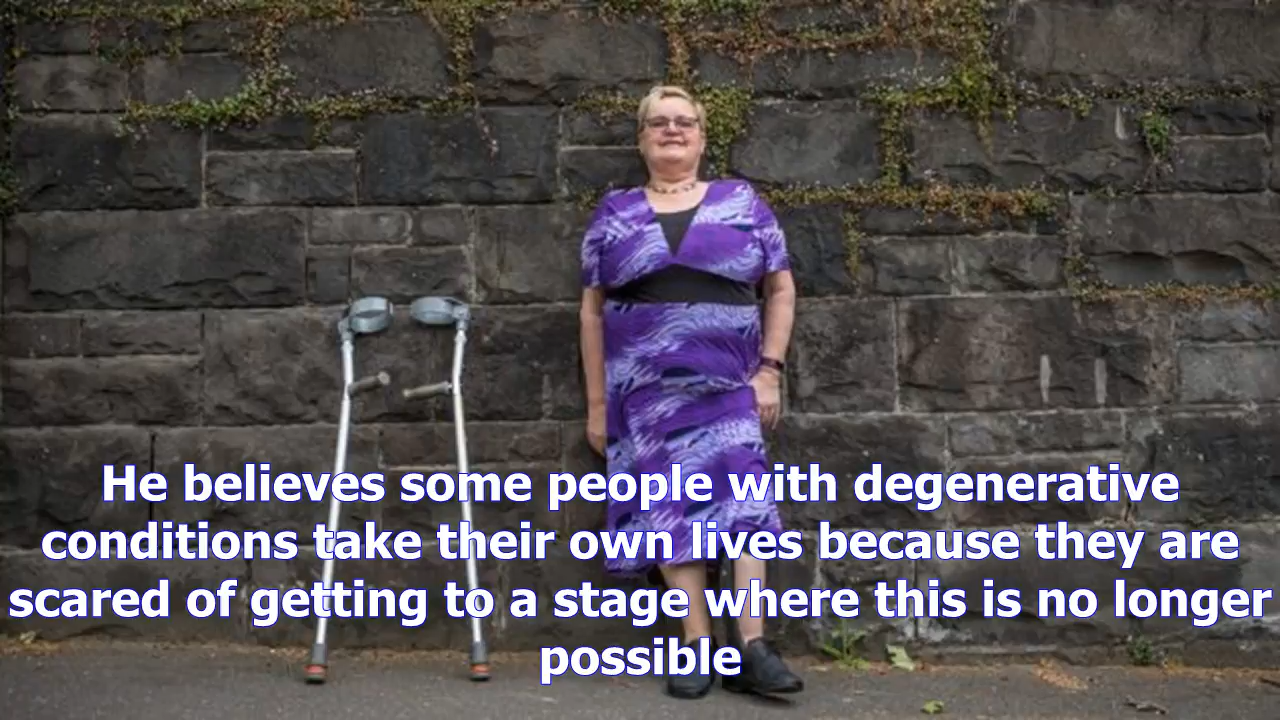 He believes some people with degenerative
conditions take their own lives because they are
scared of getting to a stage where this is no longer
possible